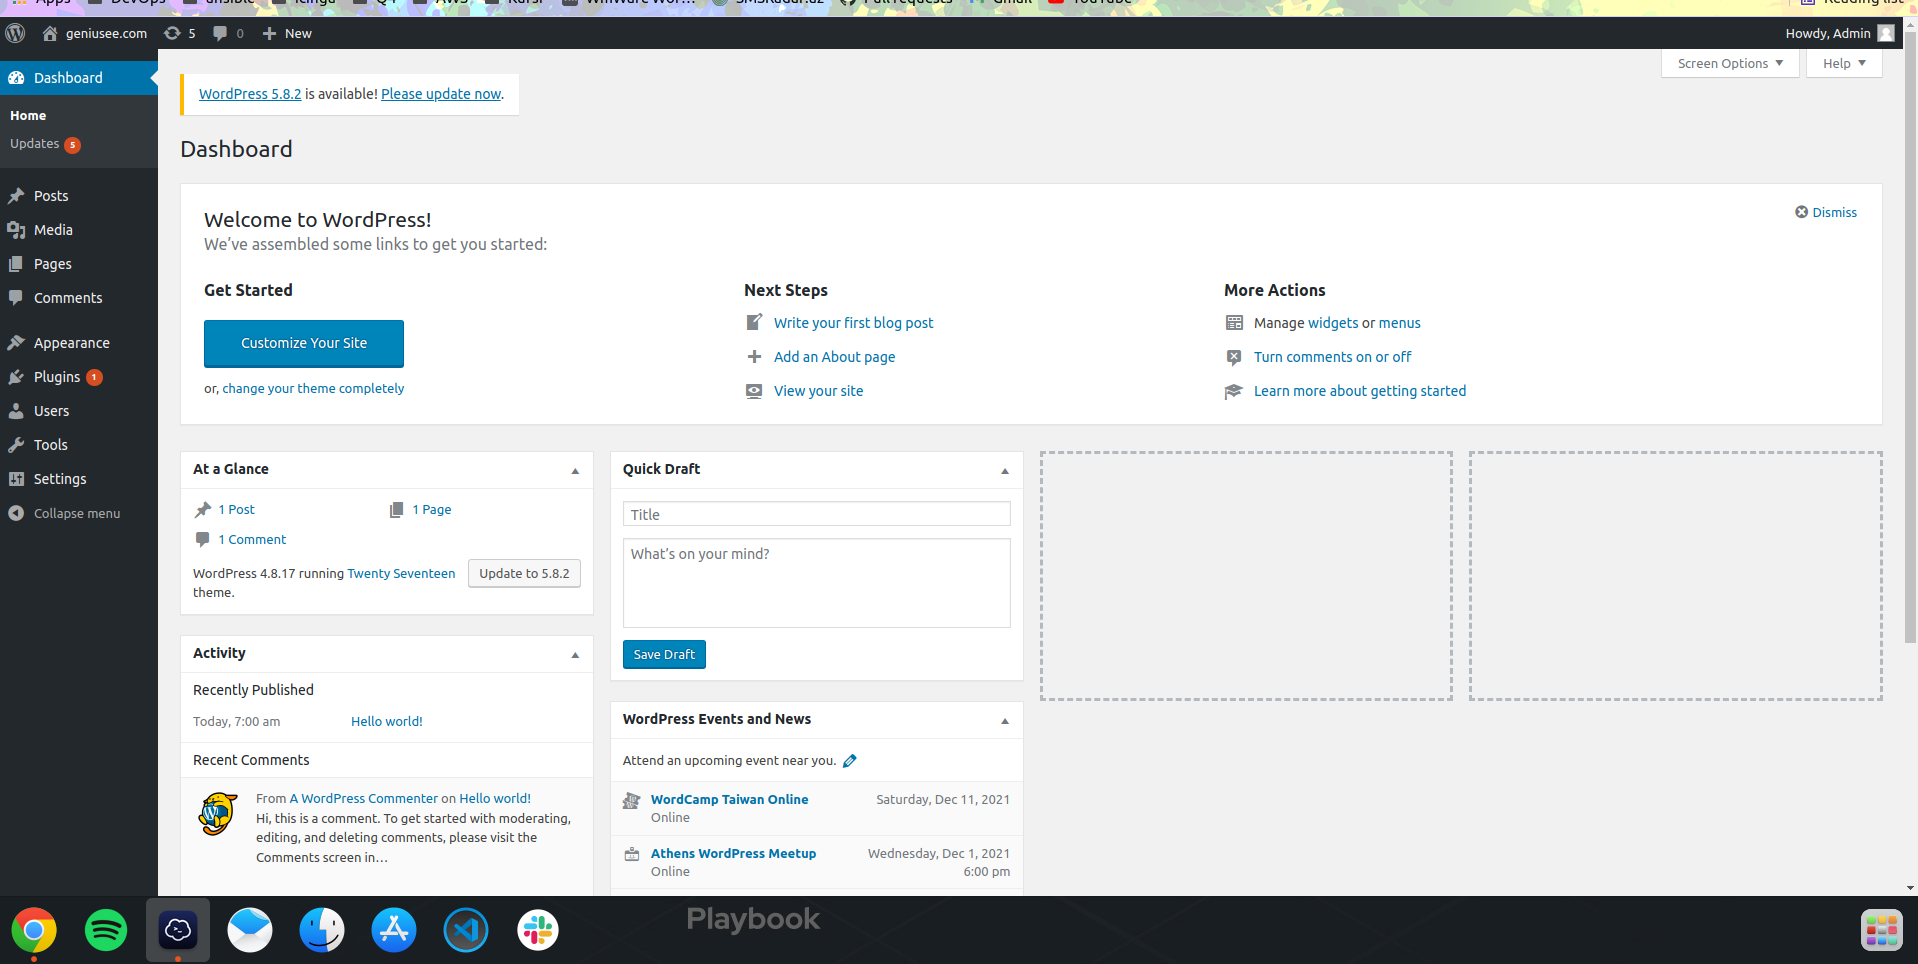 Apps DevOps ansible Icinga Q4 AWS Kafsi VMware Wor... SMSRadar.az Pull requests Gmail YouTube Reading list
geniusee.com 5 0 New Howdy, Admin
Screen Options Help
Dashboard
Home
Updates 5
Posts
Media
Pages
Comments
Appearance
Plugins 1
Users
Tools
Settings
Collapse menu
WordPress 5.8.2 is available! Please update now.
Dashboard
Welcome to WordPress!
Dismiss
We've assembled some links to get you started:
Get Started
Customize Your Site
or, change your theme completely
Next Steps
Write your first blog post
Add an About page
View your site
More Actions
Manage widgets or menus
Turn comments on or off
Learn more about getting started
At a Glance
1 Post 1 Page
1 Comment
WordPress 4.8.17 running Twenty Seventeen
theme.
Update to 5.8.2
Activity
Recently Published
Today, 7:00 am Hello world!
Recent Comments
From A WordPress Commenter on Hello world!
Hi, this is a comment. To get started with moderating,
editing, and deleting comments, please visit the
Comments screen in…
Quick Draft
Title
What's on your mind?
Save Draft
WordPress Events and News
Attend an upcoming event near you.
WordCamp Taiwan Online Saturday, Dec 11, 2021
Online
Athens WordPress Meetup Wednesday, Dec 1, 2021
Online 6:00 pm
Playbook